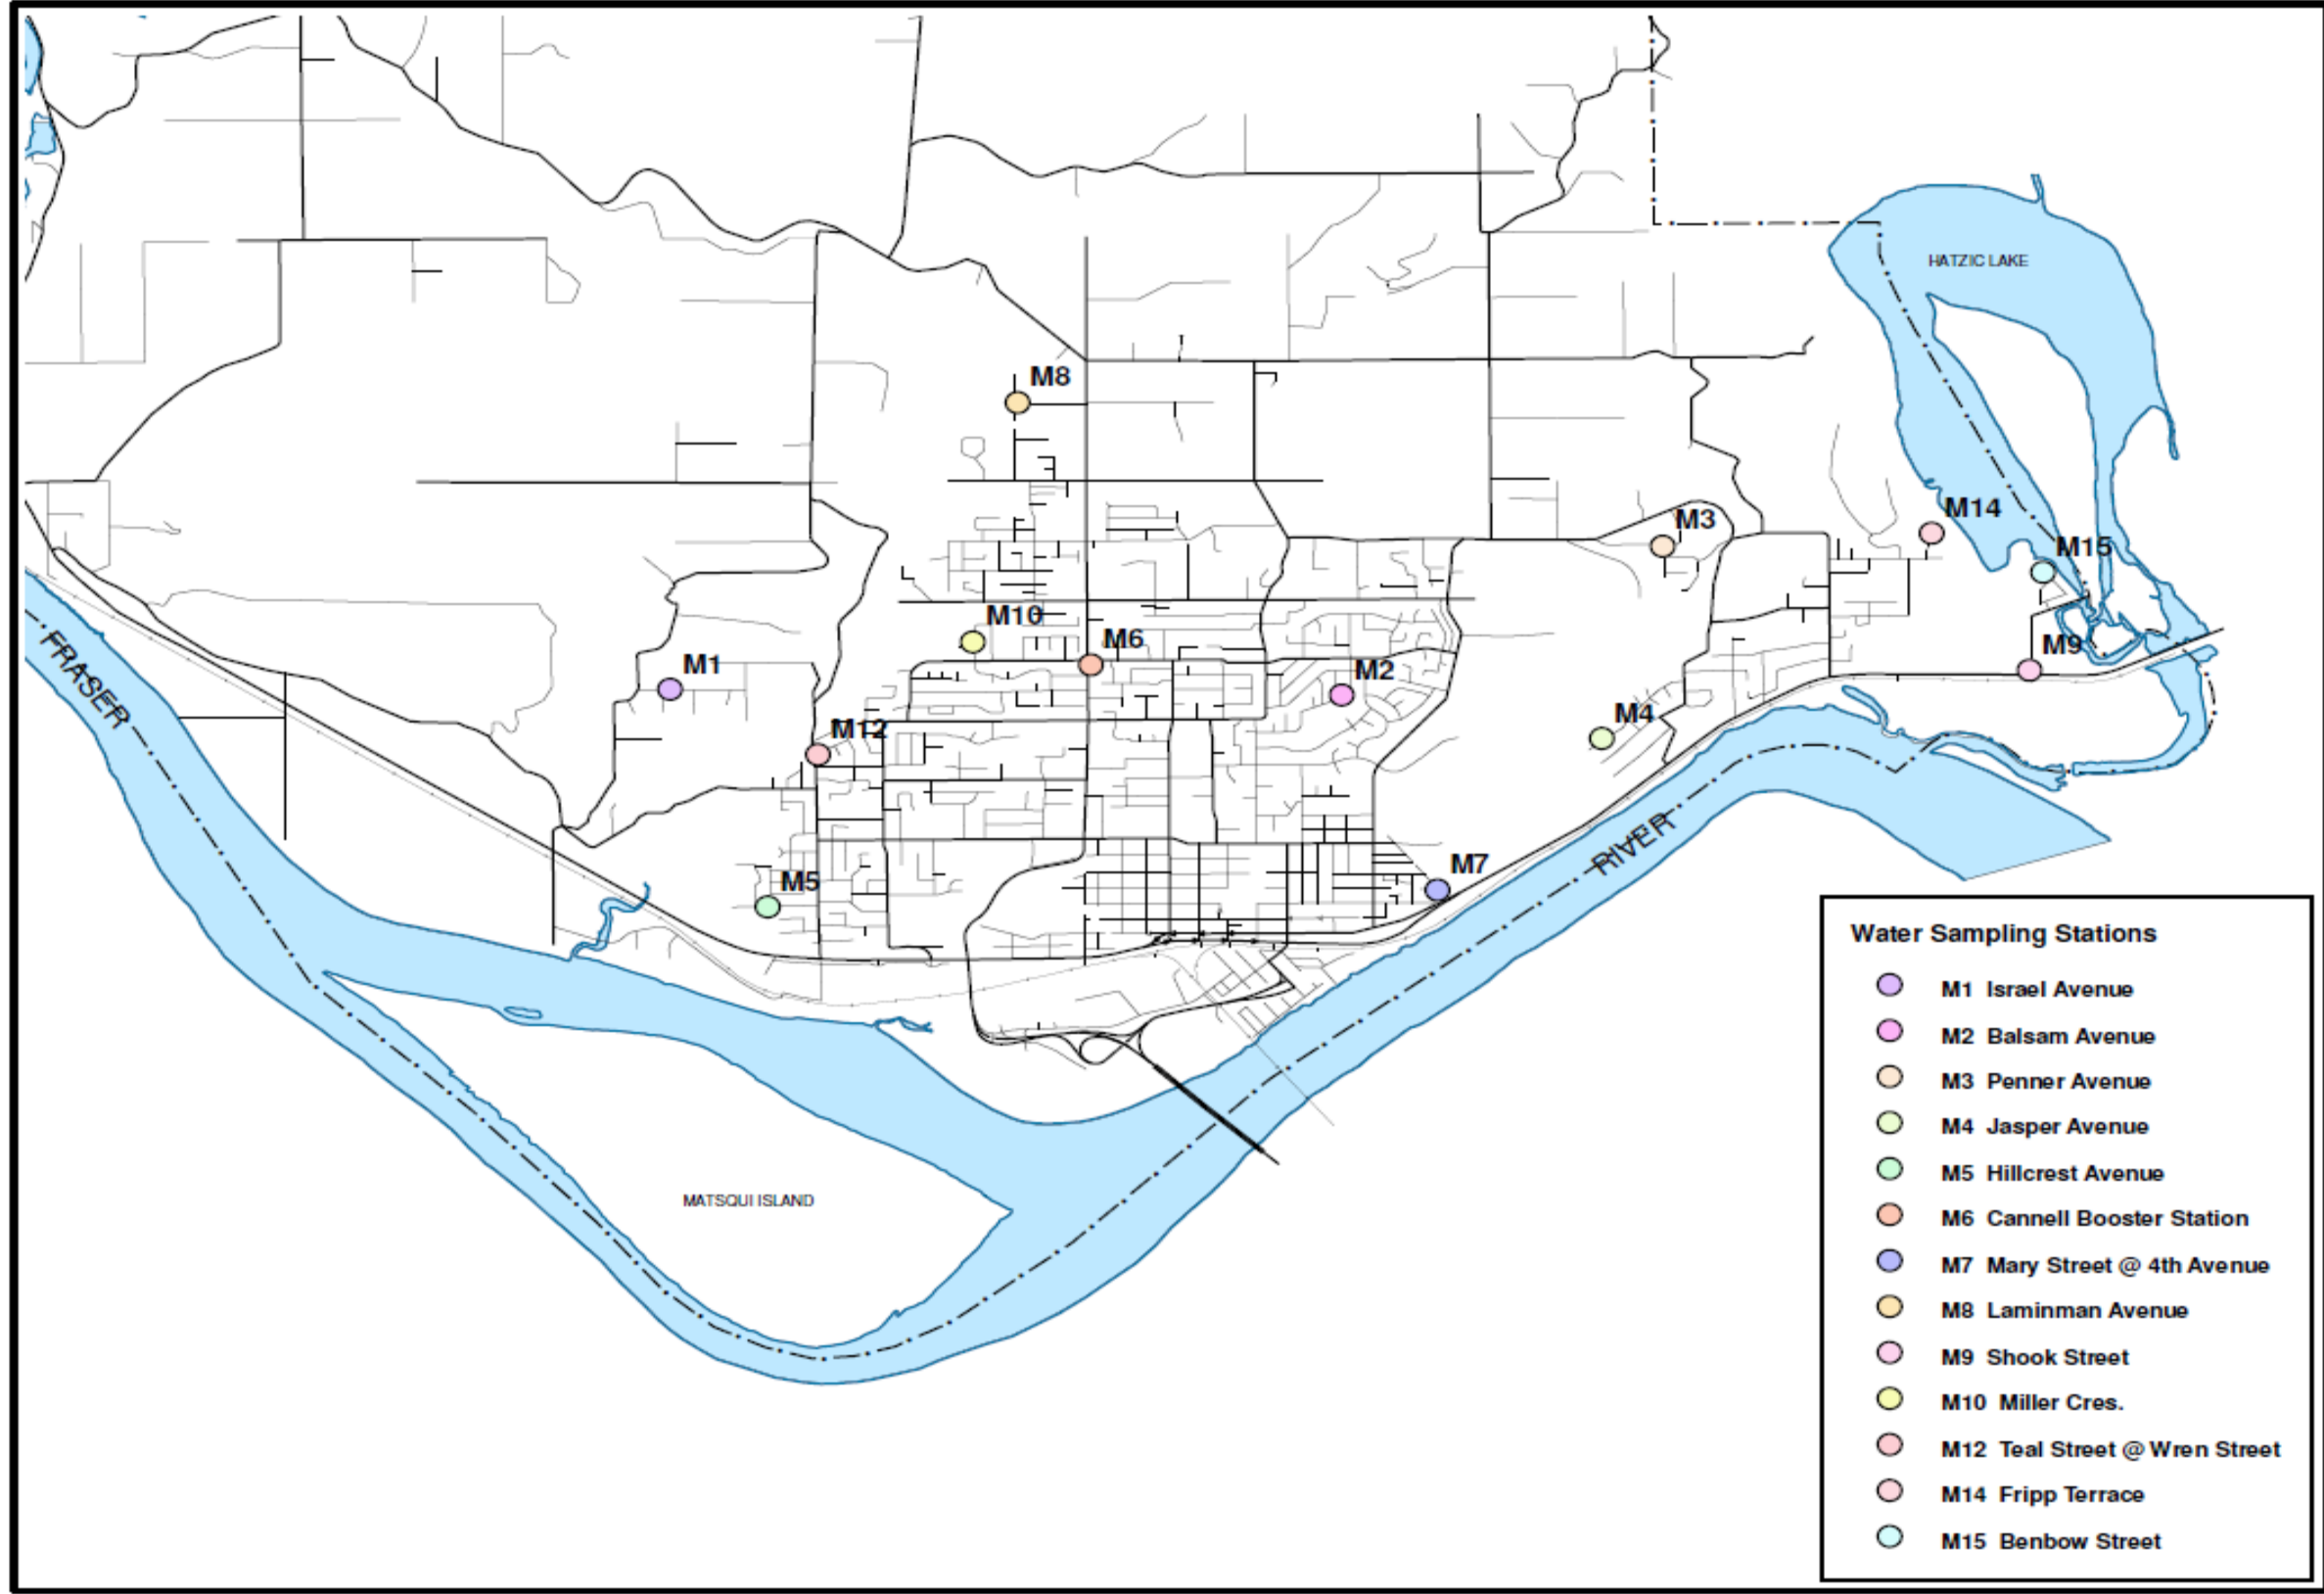 HATZIC LAKE
M8
M14
M3
M15
M10
M6
M9
M1
M2
M4
M12
FRASER
RIVER
M7
M5
MATSQUI ISLAND
Water Sampling Stations
M1 Israel Avenue
M2 Balsam Avenue
M3 Penner Avenue
M4 Jasper Avenue
M5 Hillcrest Avenue
M6 Cannell Booster Station
M7 Mary Street @ 4th Avenue
M8 Laminman Avenue
M9 Shook Street
M10 Miller Cres.
M12 Teal Street @ Wren Street
M14 Fripp Terrace
M15 Benbow Street